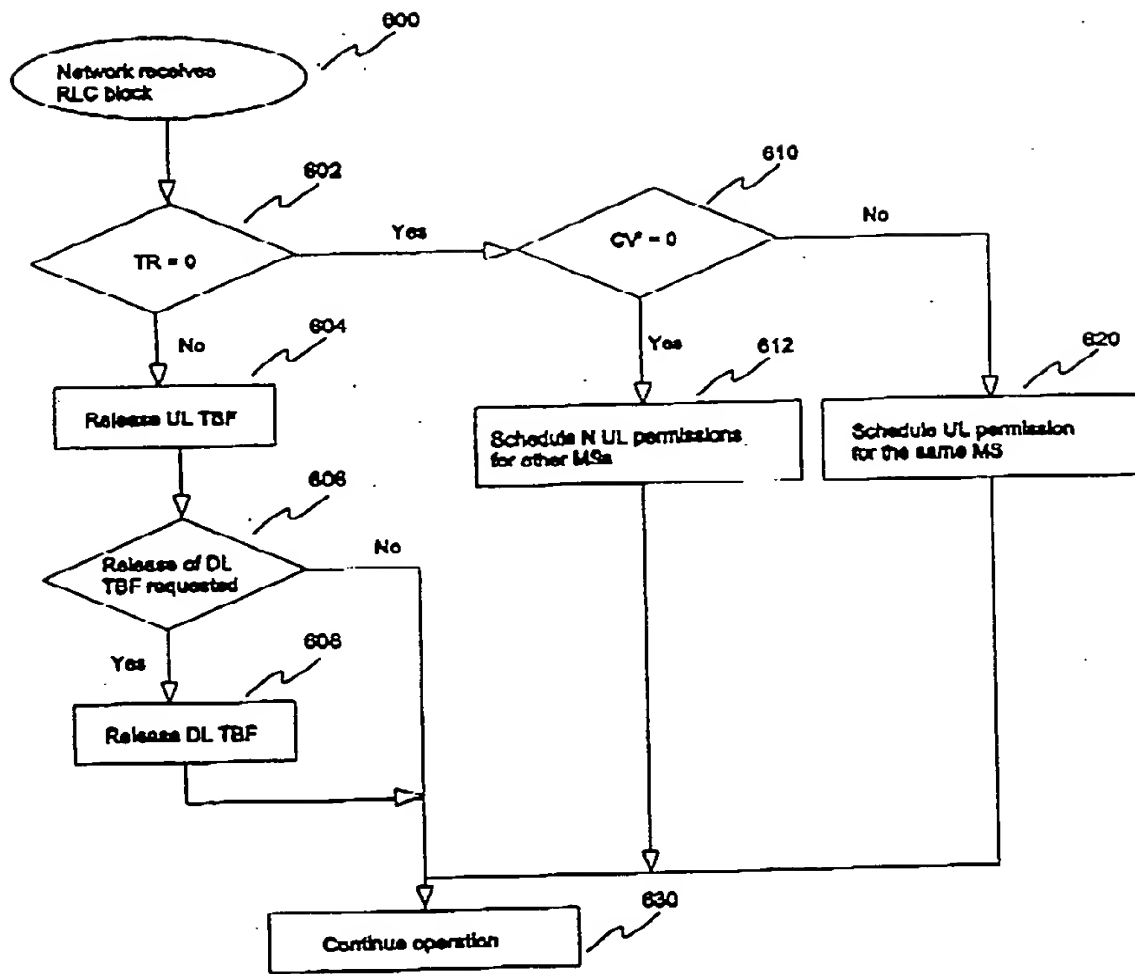 600
Network receives
RLC block
602
TR = 0
Yes
610
CV' = 0
No
No
604
Release UL TBF
Yes
612
Schedule N UL permissions
for other MSs
620
Schedule UL permission
for the same MS
606
Release of DL
TBF requested
No
Yes
608
Release DL TBF
630
Continue operation